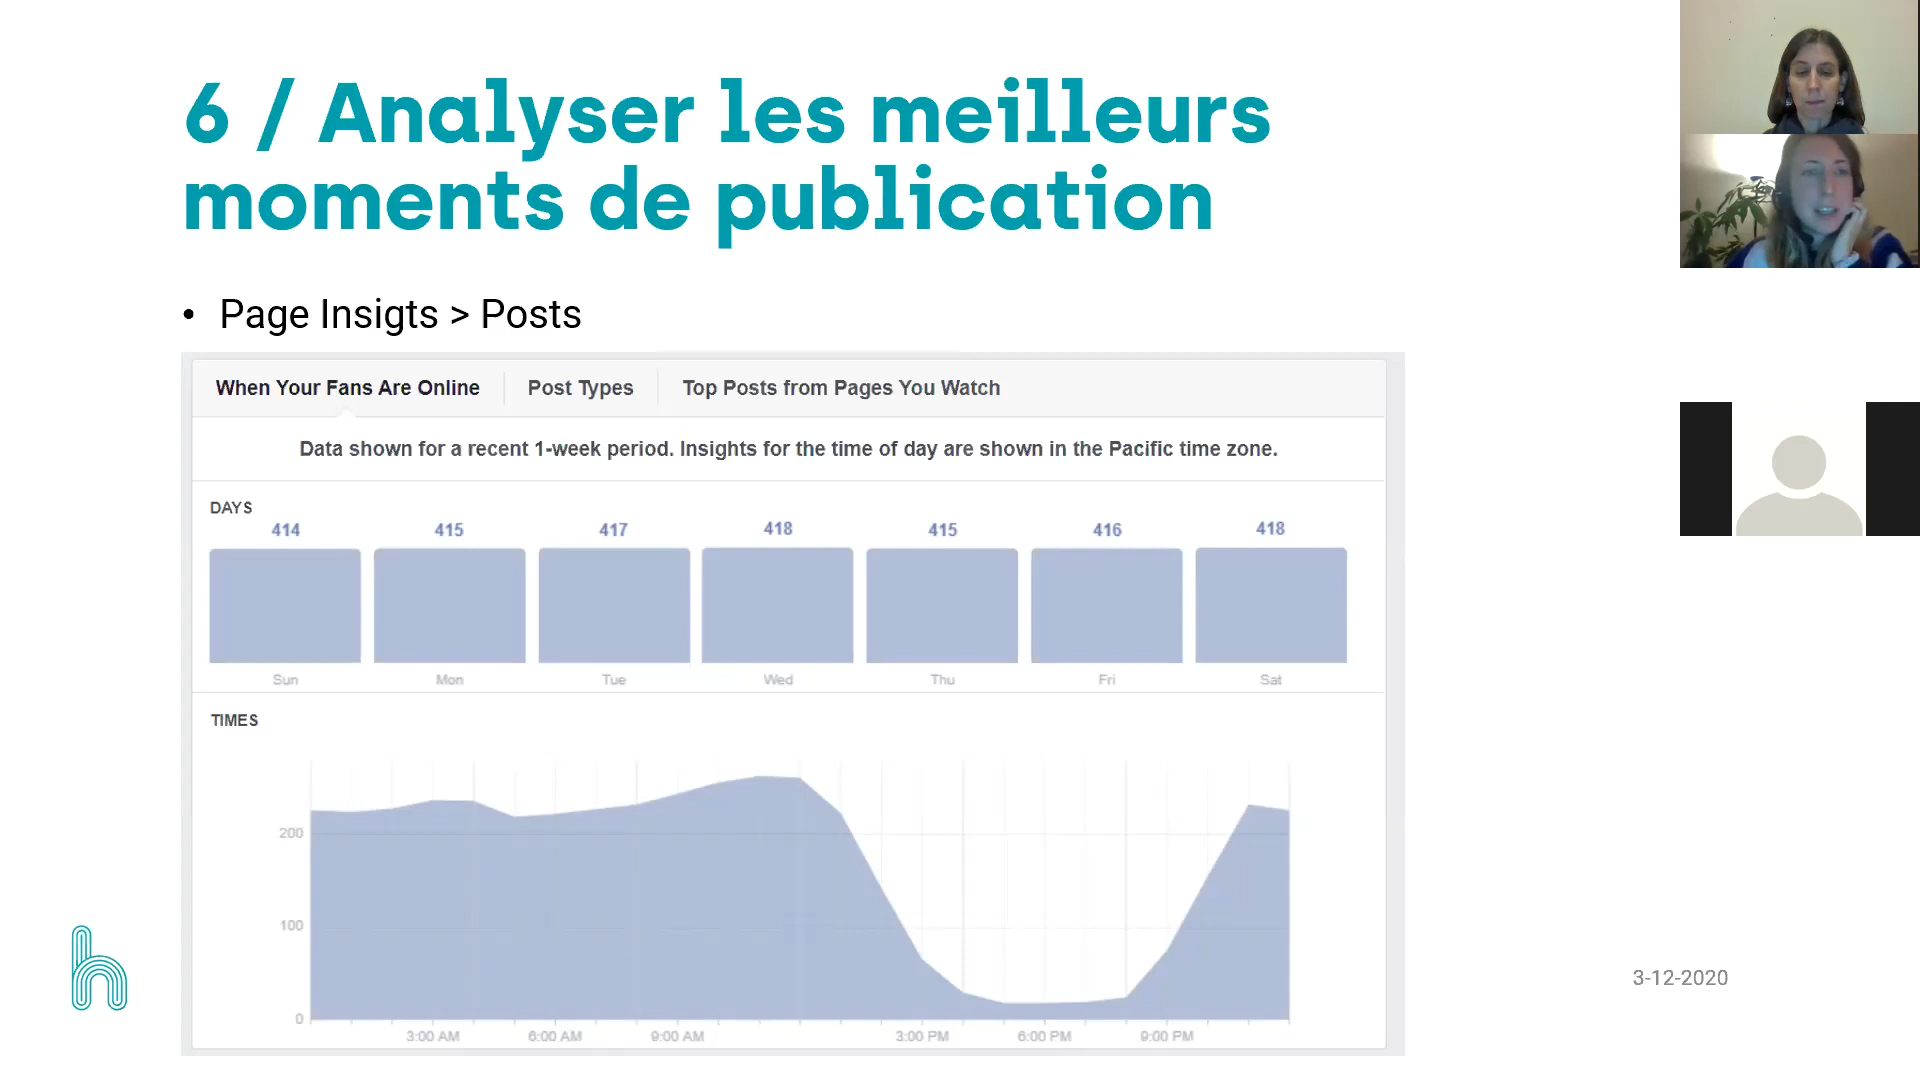 6 / Analyser les meilleurs
moments de publication
• Page Insigts > Posts
When Your Fans Are Online Post Types Top Posts from Pages You Watch
Data shown for a recent 1-week period. Insights for the time of day are shown in the Pacific time zone.
DAYS
414 415 417 418 415 416 418
Sun Mon Tue Wed Thu Fri Sat
TIMES
200
100
0
3:00 AM 6:00 AM 9:00 AM 3:00 PM 6:00 PM 9:00 PM
h
3-12-2020